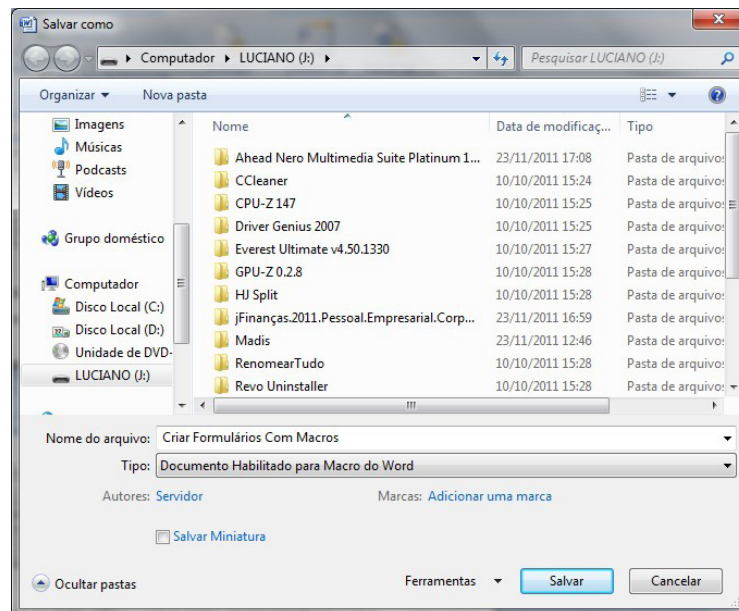 Salvar como
Computador LUCIANO (J:)
Pesquisar LUCIANO (J:)
Organizar Nova pasta
Imagens
Músicas
Podcasts
Vídeos
Grupo doméstico
Computador
Disco Local (C:)
Disco Local (D:)
Unidade de DVD-
LUCIANO (J:)
Nome Data de modificaç... Tipo
Ahead Nero Multimedia Suite Platinum 1... 23/11/2011 17:08 Pasta de arquivos
CCleaner 10/10/2011 15:24 Pasta de arquivos
CPU-Z 147 10/10/2011 15:25 Pasta de arquivos
Driver Genius 2007 10/10/2011 15:25 Pasta de arquivos
Everest Ultimate v4.50.1330 10/10/2011 15:27 Pasta de arquivos
GPU-Z 0.2.8 10/10/2011 15:28 Pasta de arquivos
HJ Split 10/10/2011 15:28 Pasta de arquivos
jFinanças.2011.Pessoal.Empresarial.Corp... 23/11/2011 16:59 Pasta de arquivos
Madis 23/11/2011 12:46 Pasta de arquivos
RenomearTudo 10/10/2011 15:28 Pasta de arquivos
Revo Uninstaller 10/10/2011 15:28 Pasta de arquivos
Nome do arquivo: Criar Formulários Com Macros
Tipo: Documento Habilitado para Macro do Word
Autores: Servidor Marcas: Adicionar uma marca
Salvar Miniatura
Ocultar pastas Ferramentas Salvar Cancelar